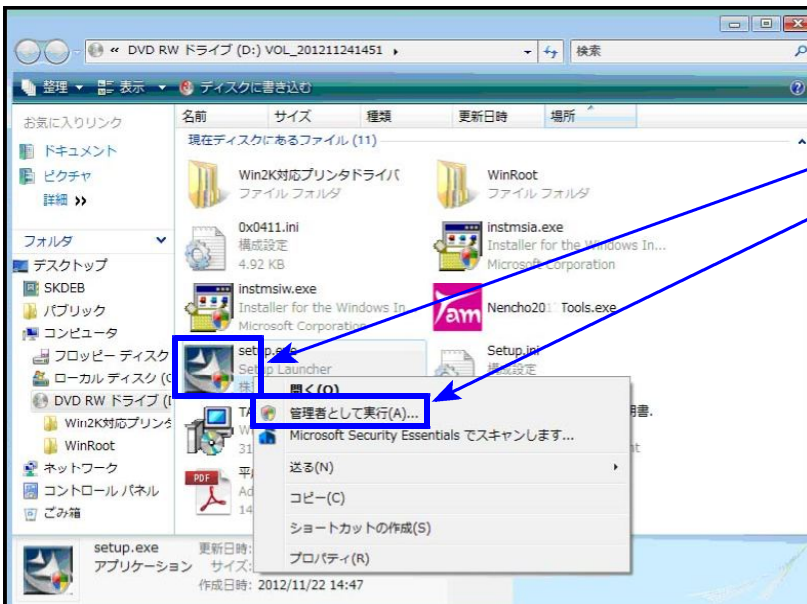 « DVD RW ドライブ (D:) VOL_201211241451
検索
整理 表示 ディスクに書き込む
お気に入りリンク
ドキュメント
ピクチャ
詳細 »
フォルダ
デスクトップ
SKDEB
パブリック
コンピュータ
フロッピー ディスク
ローカル ディスク (C
DVD RW ドライブ (
Win2K対応プリンタ
WinRoot
ネットワーク
コントロール パネル
ごみ箱
名前 サイズ 種類 更新日時 場所
現在ディスクにあるファイル (11)
Win2K対応プリンタドライバ
ファイル フォルダ
WinRoot
ファイル フォルダ
0x0411.ini
構成設定
4.92 KB
instmsia.exe
Installer for the Windows In...
Microsoft Corporation
instmsiw.exe
Installer for the Windows In
Microsoft Corporation
Yam
Nencho201 Tools.exe
setup.exe
Setup Launcher
株
Setup.ini
構成設定
TA
W
31
明書.
PDF
平
Ad
14
開く(O)
管理者として実行(A)...
Microsoft Security Essentials でスキャンします...
送る(N)
コピー(C)
ショートカットの作成(S)
プロパティ(R)
setup.exe 更新日時:
アプリケーション サイズ:
作成日時: 2012/11/22 14:47